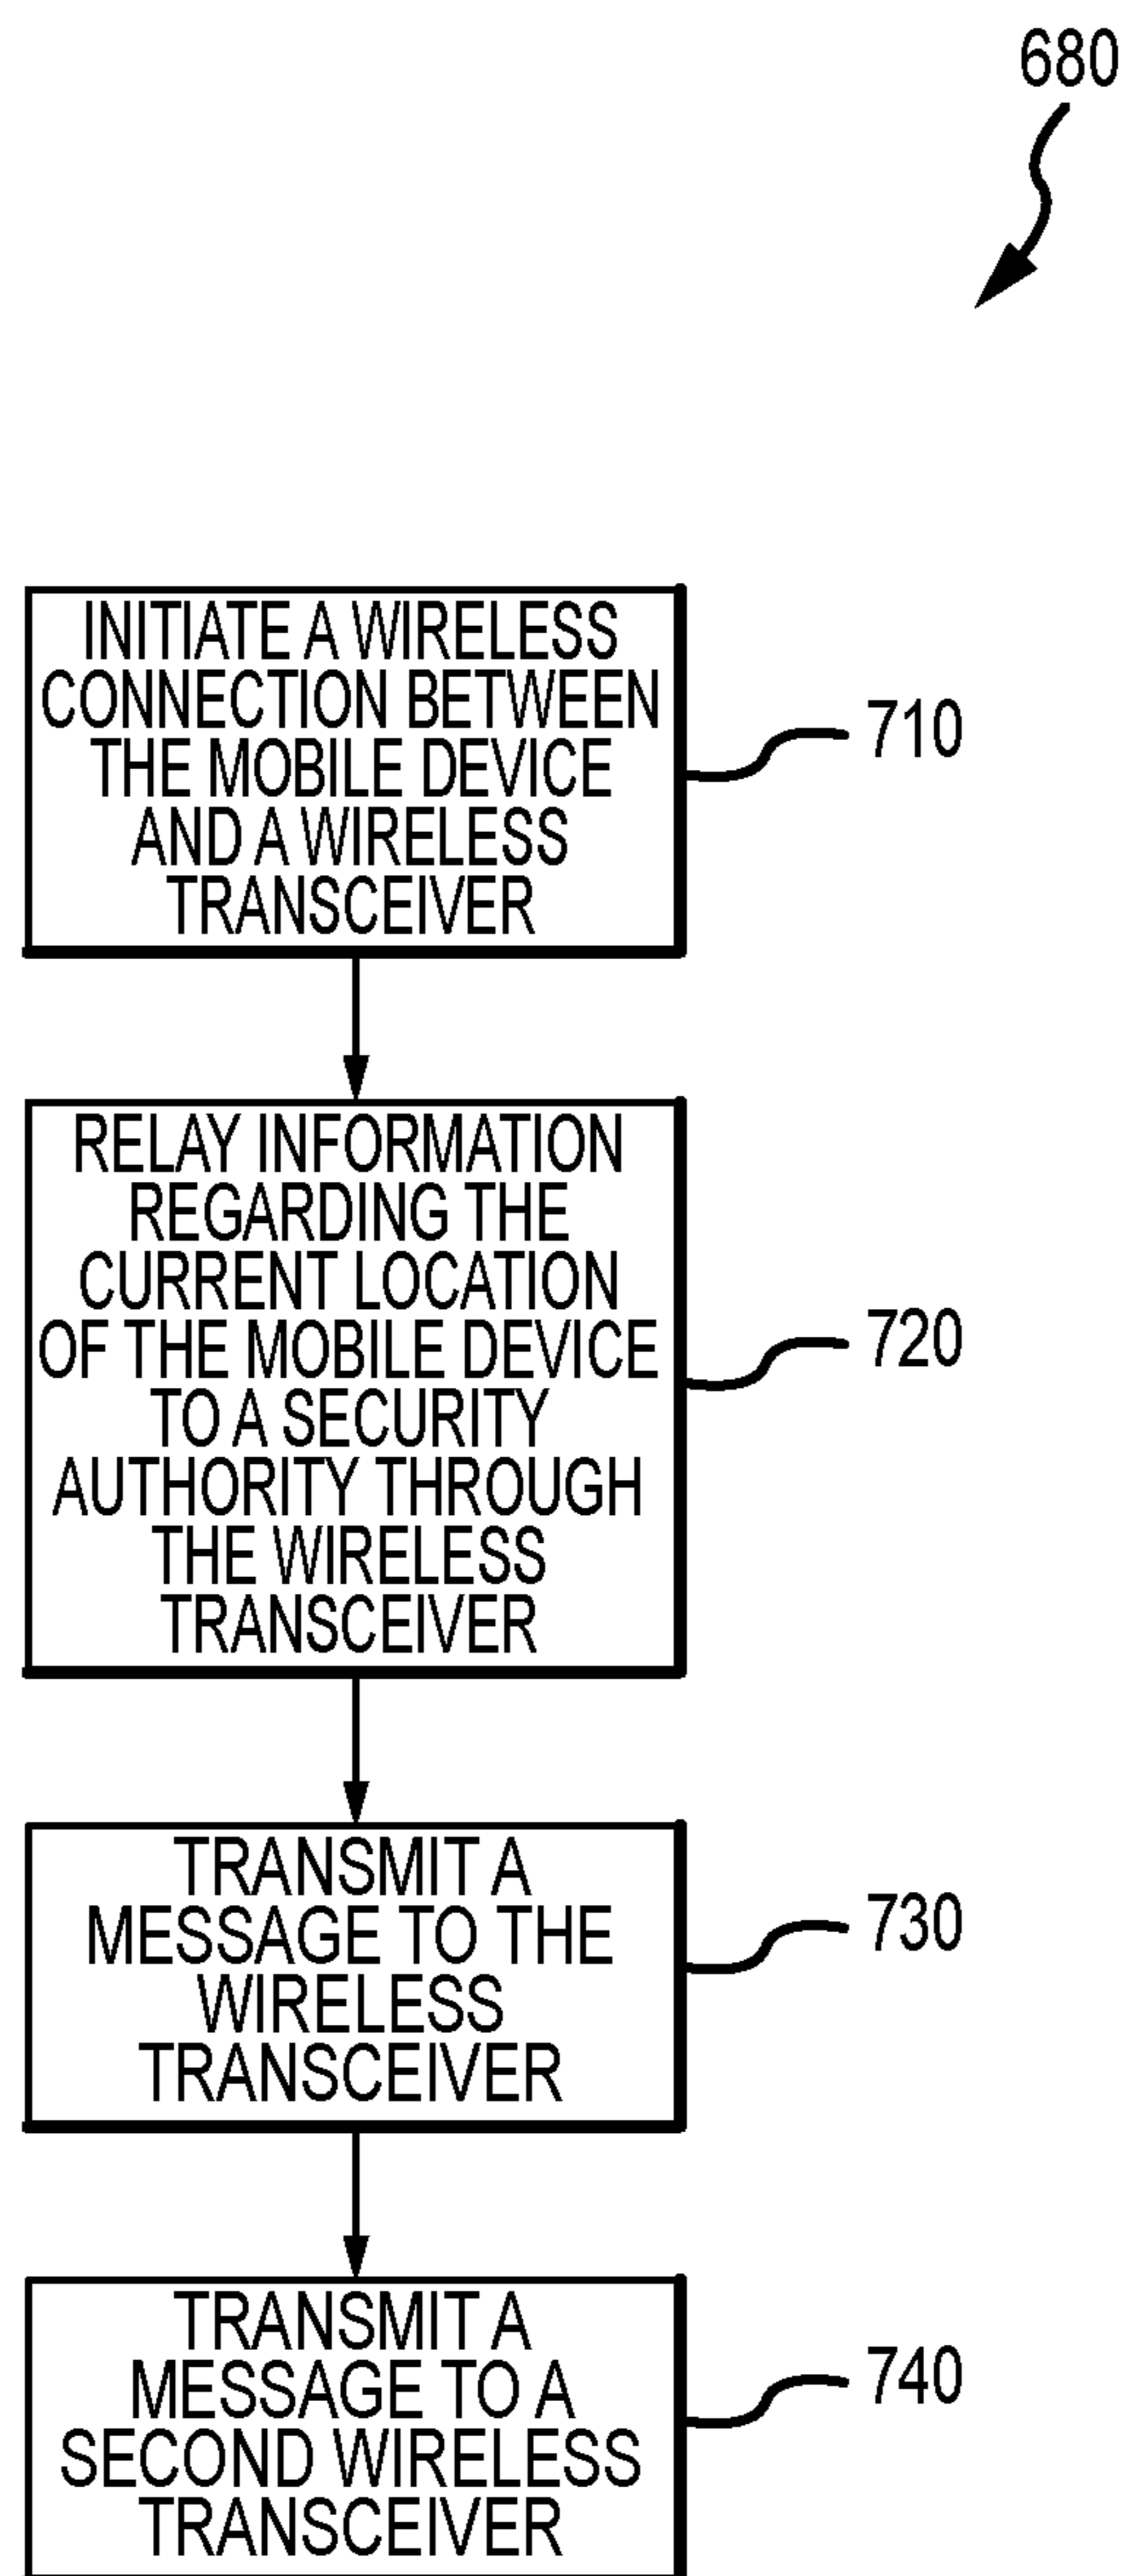 680
INITIATE A WIRELESS
CONNECTION BETWEEN
THE MOBILE DEVICE
AND A WIRELESS
TRANSCEIVER
710
RELAY INFORMATION
REGARDING THE
CURRENT LOCATION
OF THE MOBILE DEVICE
TO A SECURITY
AUTHORITY THROUGH
THE WIRELESS
TRANSCEIVER
720
TRANSMIT A
MESSAGE TO THE
WIRELESS
TRANSCEIVER
730
TRANSMIT A
MESSAGE TO A
SECOND WIRELESS
TRANSCEIVER
740